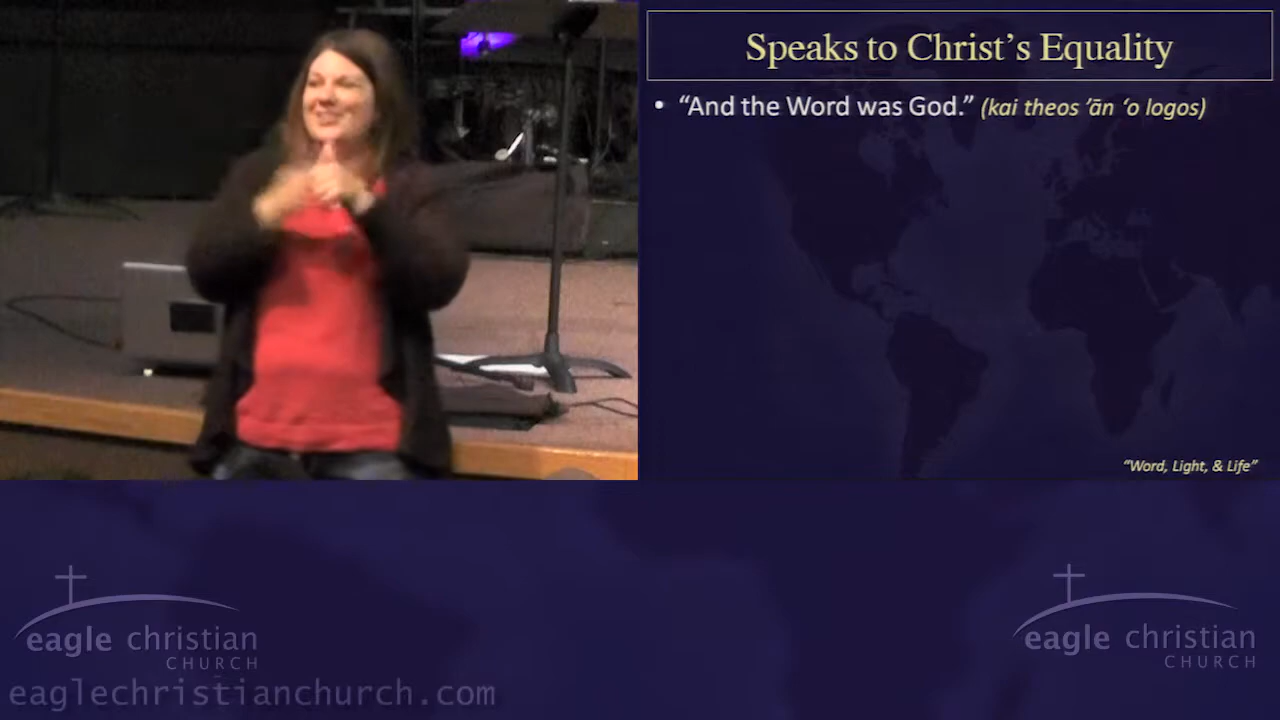 Speaks to Christ’s Equality
• “And the Word was God.” (kai theos ’ān ‘o logos)
“Word, Light, & Life”
eagle christian
CHURCH
eagle christian
CHURCH
eaglechristianchurch.com